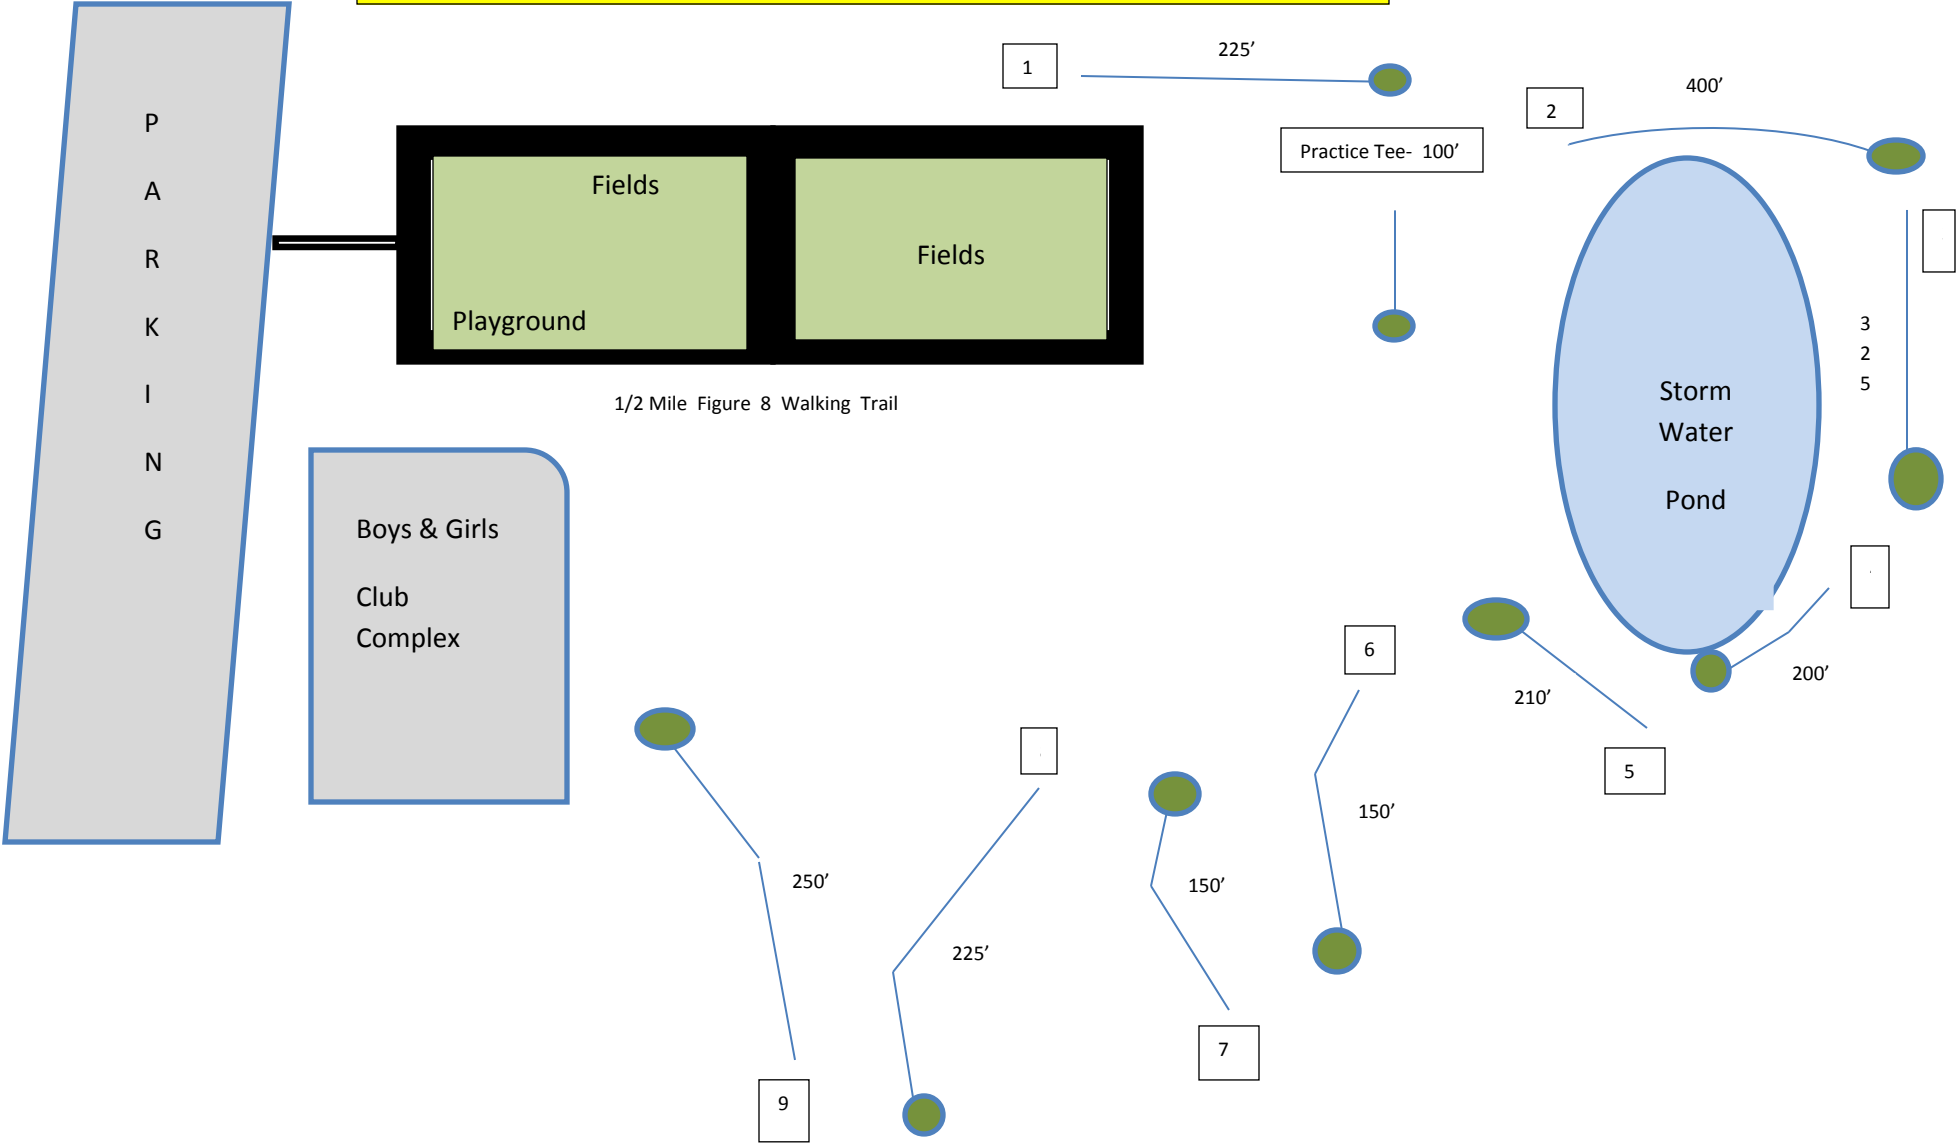 P
A
R
K
I
N
G
1
225’
2
400’
Practice Tee- 100’
Fields
Fields
Playground
1/2 Mile Figure 8 Walking Trail
3
2
5
Storm
Water
Pond
Boys & Girls
Club
Complex
6
210’
200’
5
150’
150’
250’
225’
7
9